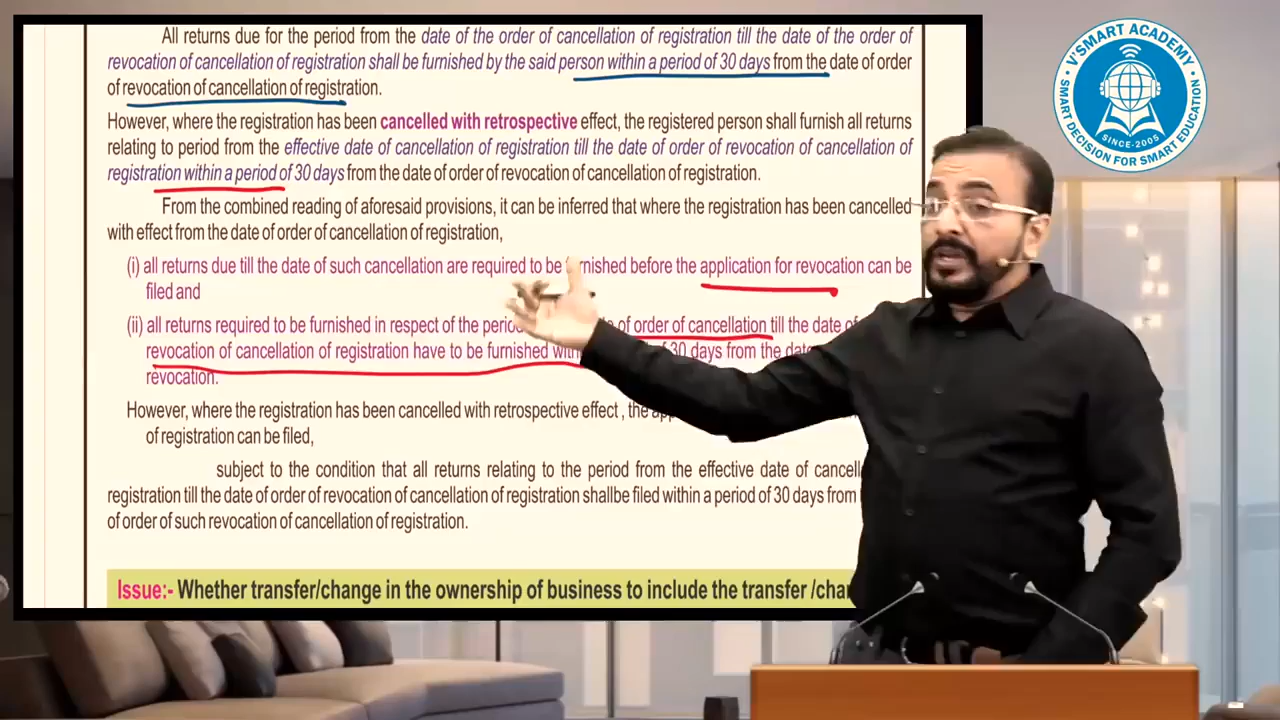 All returns due for the period from the date of the order of cancellation of registration till the date of the order of
revocation of cancellation of registration shall be furnished by the said person within a period of 30 days from the date of order
of revocation of cancellation of registration.
However, where the registration has been cancelled with retrospective effect, the registered person shall furnish all returns
relating to period from the effective date of cancellation of registration till the date of order of revocation of cancellation of
registration within a period of 30 days from the date of order of revocation of cancellation of registration.
From the combined reading of aforesaid provisions, it can be inferred that where the registration has been cancelled
with effect from the date of order of cancellation of registration,
(i) all returns due till the date of such cancellation are required to be furnished before the application for revocation can be
filed and
(ii) all returns required to be furnished in respect of the of order of cancellation till the date of
revocation of cancellation of registration have to be furnished of 30 days from the
revocation.
However, where the registration has been cancelled with retrospective effect , the
of registration can be filed,
subject to the condition that all returns relating to the period from the effective date of
registration till the date of order of revocation of cancellation of registration shallbe filed within a period of 30 days from
of order of such revocation of cancellation of registration.
Issue:- Whether transfer/change in the ownership of business to include the transfer
V'SMART ACADEMY
SMART DECISION FOR SMART EDUCATION
SINCE-2005